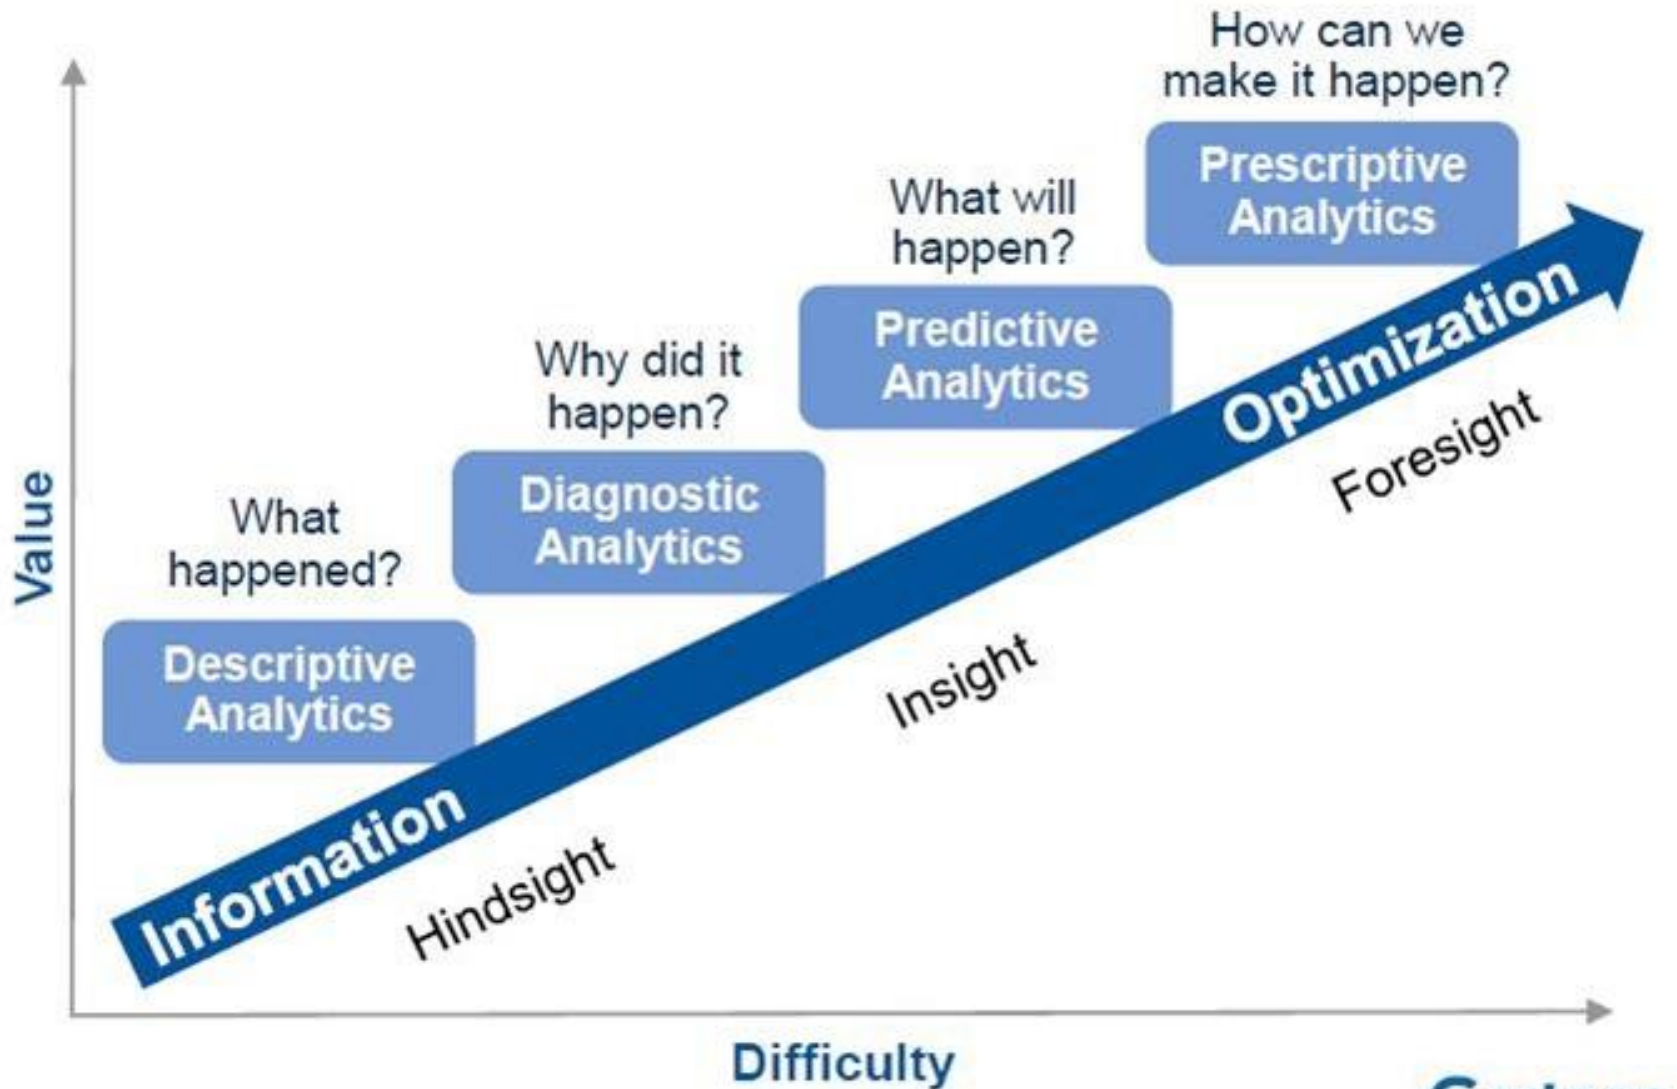 How can we
make it happen?
Prescriptive
Analytics
What will
happen?
Predictive
Analytics
Why did it
happen?
Diagnostic
Analytics
What
happened?
Descriptive
Analytics
Value
Information
Optimization
Hindsight
Insight
Foresight
Difficulty